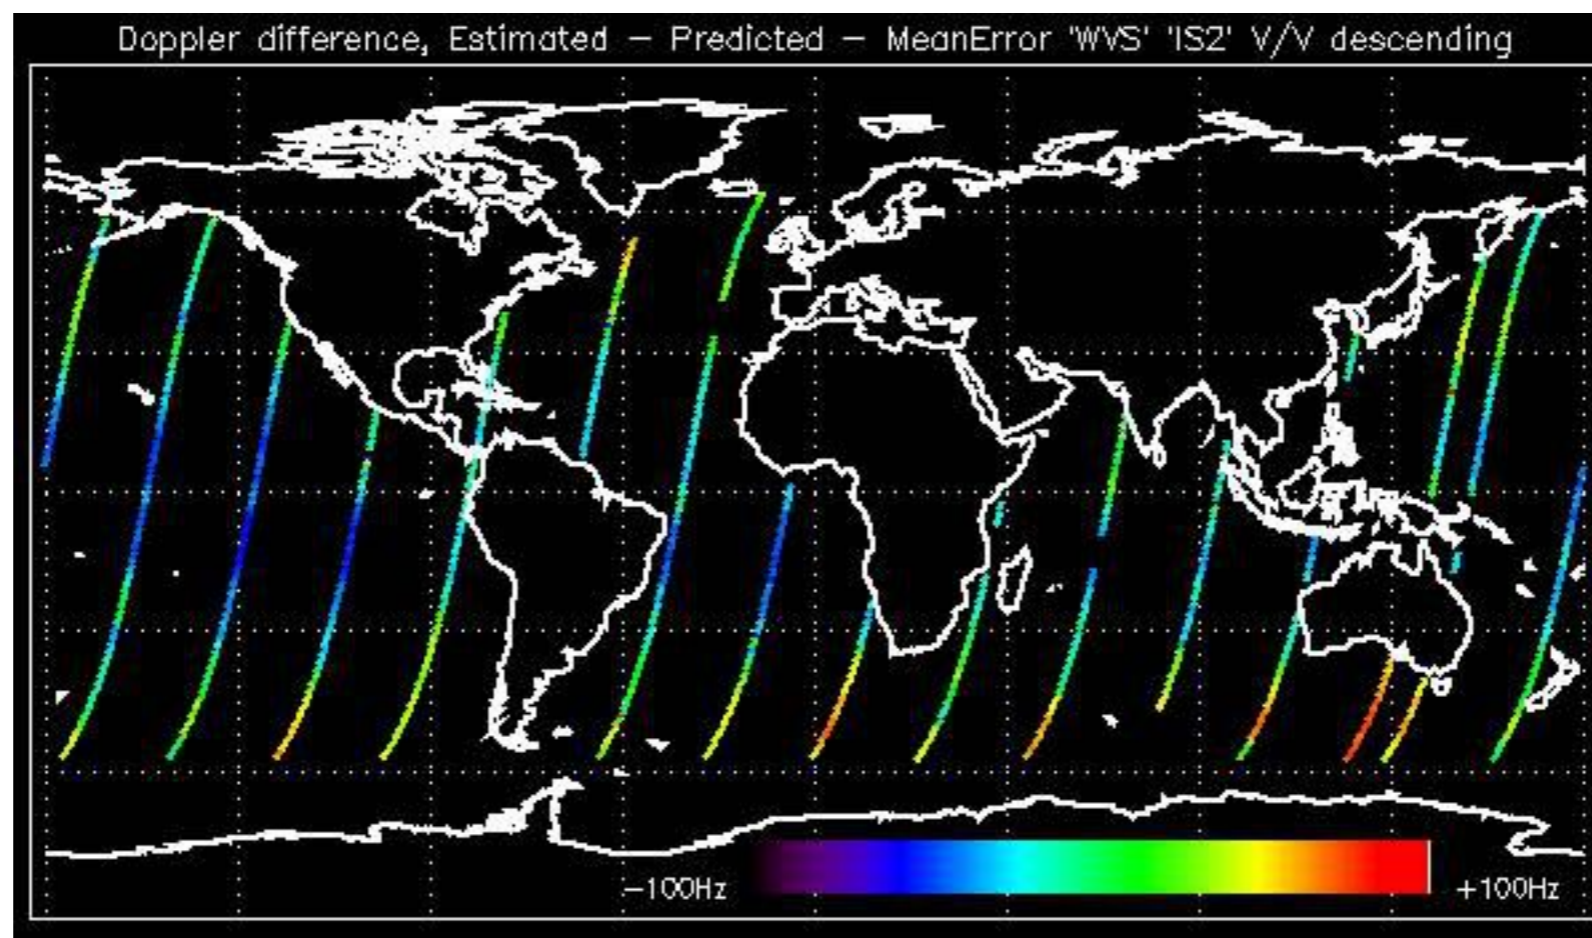 Doppler difference, Estimated – Predicted – MeanError 'WVS' 'IS2' V/V descending
-100Hz +100Hz